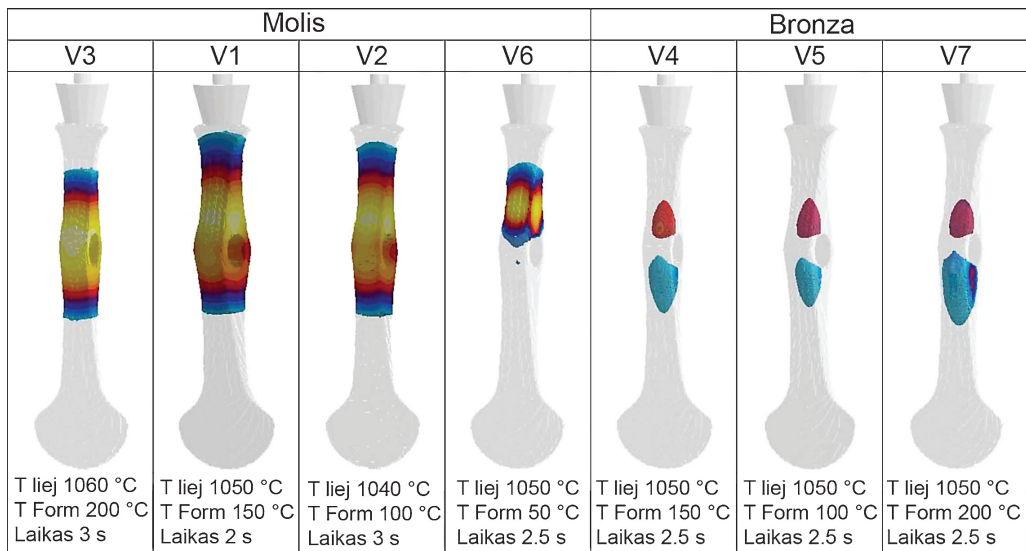 Molis
Bronza
V3
V1
V2
V6
V4
V5
V7
T liej 1060 °C
T Form 200 °C
Laikas 3 s
T liej 1050 °C
T Form 150 °C
Laikas 2 s
T liej 1040 °C
T Form 100 °C
Laikas 3 s
T liej 1050 °C
T Form 50 °C
Laikas 2.5 s
T liej 1050 °C
T Form 150 °C
Laikas 2.5 s
T liej 1050 °C
T Form 100 °C
Laikas 2.5 s
T liej 1050 °C
T Form 200 °C
Laikas 2.5 s